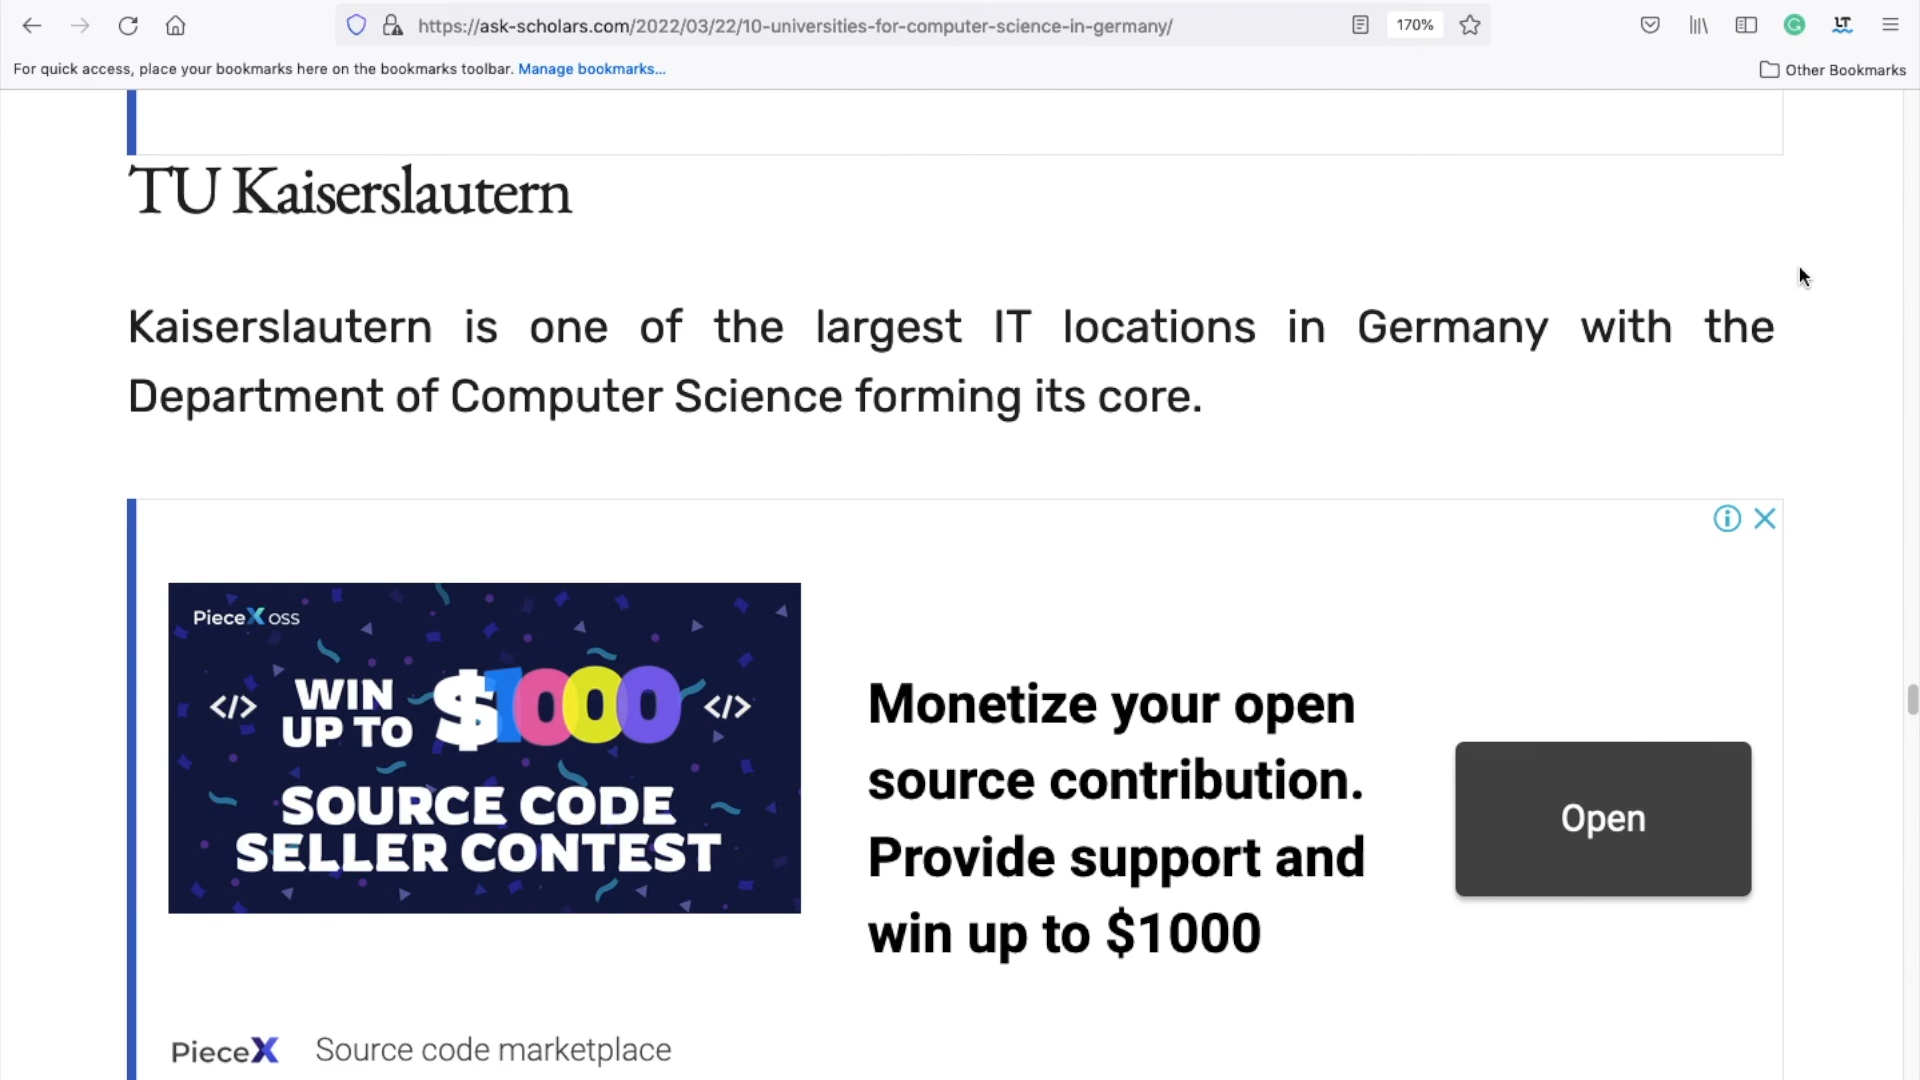 https://ask-scholars.com/2022/03/22/10-universities-for-computer-science-in-germany/
170%
For quick access, place your bookmarks here on the bookmarks toolbar. Manage bookmarks...
Other Bookmarks
TU Kaiserslautern
Kaiserslautern is one of the largest IT locations in Germany with the
Department of Computer Science forming its core.
PieceX OSS
</> WIN UP TO $1000 </>
SOURCE CODE
SELLER CONTEST
Monetize your open
source contribution.
Provide support and
win up to $1000
Open
PieceX Source code marketplace